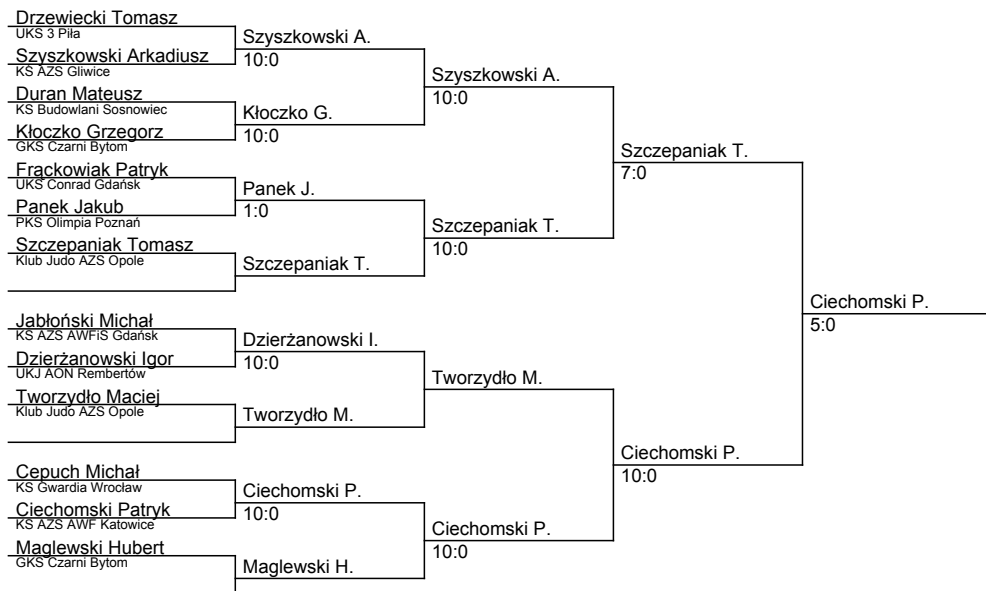 Drzewiecki Tomasz
UKS 3 Piła
Szyszkowski Arkadiusz
KS AZS Gliwice
Duran Mateusz
KS Budowlani Sosnowiec
Kłoczko Grzegorz
GKS Czarni Bytom
Frąckowiak Patryk
UKS Conrad Gdańsk
Panek Jakub
PKS Olimpia Poznań
Szczepaniak Tomasz
Klub Judo AZS Opole
Jabłoński Michał
KS AZS AWFiS Gdańsk
Dzierżanowski Igor
UKJ AON Rembertów
Tworzydło Maciej
Klub Judo AZS Opole
Cepuch Michał
KS Gwardia Wrocław
Ciechomski Patryk
KS AZS AWF Katowice
Maglewski Hubert
GKS Czarni Bytom
Szyszkowski A.
10:0
Kłoczko G.
10:0
Panek J.
1:0
Szczepaniak T.
Dzierżanowski I.
10:0
Tworzydło M.
Ciechomski P.
10:0
Maglewski H.
Szyszkowski A.
10:0
Szczepaniak T.
10:0
Tworzydło M.
Ciechomski P.
10:0
Szczepaniak T.
7:0
Ciechomski P.
10:0
Ciechomski P.
5:0